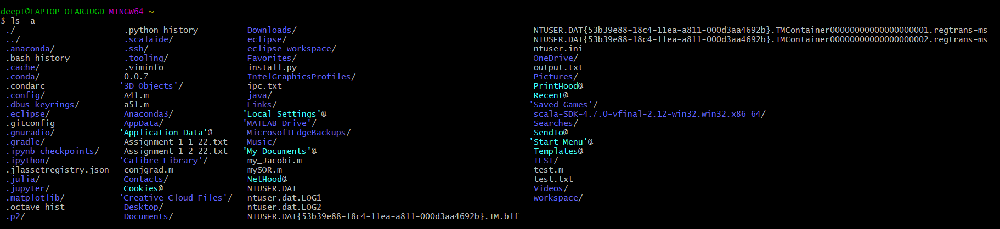 deept@LAPTOP-OIARJUGD MINGW64 ~
$ ls -a
./ .python_history Downloads/ NTUSER.DAT{53b39e88-18c4-11ea-a811-000d3aa4692b}.TMContainer00000000000000000001.regtrans-ms
../ .scalaide/ eclipse/ NTUSER.DAT{53b39e88-18c4-11ea-a811-000d3aa4692b}.TMContainer00000000000000000002.regtrans-ms
.anaconda/ .ssh/ eclipse-workspace/ ntuser.ini
.bash_history .tooling/ Favorites/ OneDrive/
.cache/ .viminfo install.py output.txt
.conda/ 0.0.7 IntelGraphicsProfiles/ Pictures/
.condarc '3D Objects'/ ipc.txt PrintHood@
.config/ A41.m java/ Recent@
.dbus-keyrings/ a51.m Links/ 'Saved Games'/
.eclipse/ Anaconda3/ 'Local Settings'@ scala-SDK-4.7.0-vfinal-2.12-win32.win32.x86_64/
.gitconfig AppData/ 'MATLAB Drive'/ Searches/
.gnuradio/ 'Application Data'@ MicrosoftEdgeBackups/ SendTo@
.gradle/ Assignment_1_1_22.txt Music/ 'Start Menu'@
.ipynb_checkpoints/ Assignment_1_2_22.txt 'My Documents'@ Templates@
.ipython/ 'Calibre Library'/ my_Jacobi.m TEST/
.jlassetregistry.json conjgrad.m mySOR.m test.m
.julia/ Contacts/ NetHood@ test.txt
.jupyter/ Cookies@ NTUSER.DAT Videos/
.matplotlib/ 'Creative Cloud Files'/ ntuser.dat.LOG1 workspace/
.octave_hist Desktop/ ntuser.dat.LOG2
.p2/ Documents/ NTUSER.DAT{53b39e88-18c4-11ea-a811-000d3aa4692b}.TM.blf